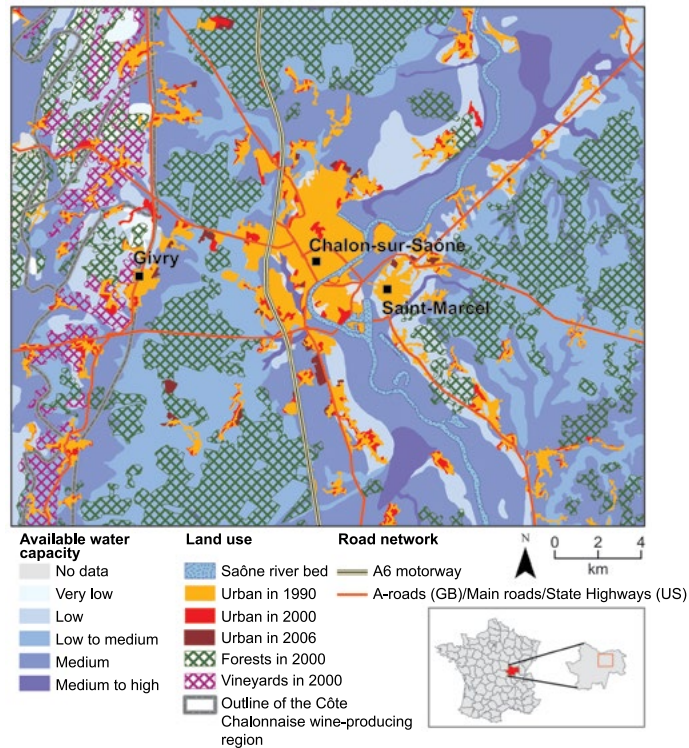 Chalon-sur-Saône
Givry
Saint-Marcel
Available water
capacity
No data
Very low
Low
Low to medium
Medium
Medium to high
Land use
Saône river bed
Urban in 1990
Urban in 2000
Urban in 2006
Forests in 2000
Vineyards in 2000
Outline of the Côte
Chalonnaise wine-producing
region
Road network
A6 motorway
A-roads (GB)/Main roads/State Highways (US)
N
0 2 4
km